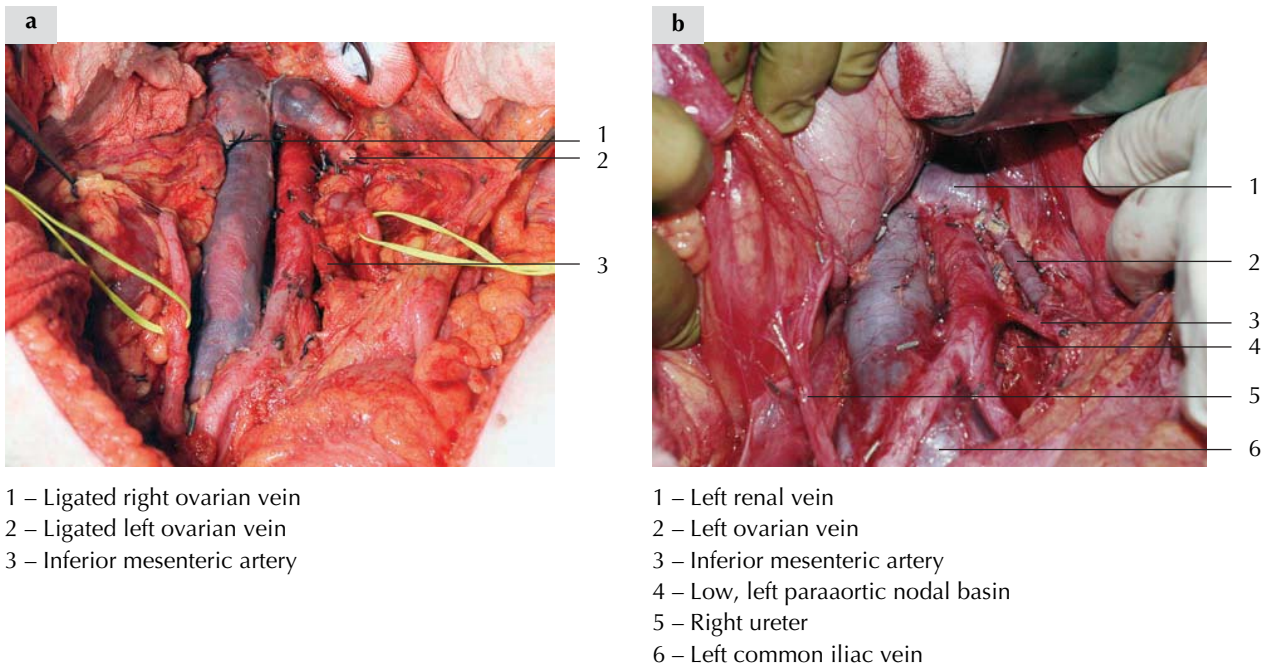 a
1
2
3
1 – Ligated right ovarian vein
2 – Ligated left ovarian vein
3 – Inferior mesenteric artery
b
1
2
3
4
5
6
1 – Left renal vein
2 – Left ovarian vein
3 – Inferior mesenteric artery
4 – Low, left paraaortic nodal basin
5 – Right ureter
6 – Left common iliac vein